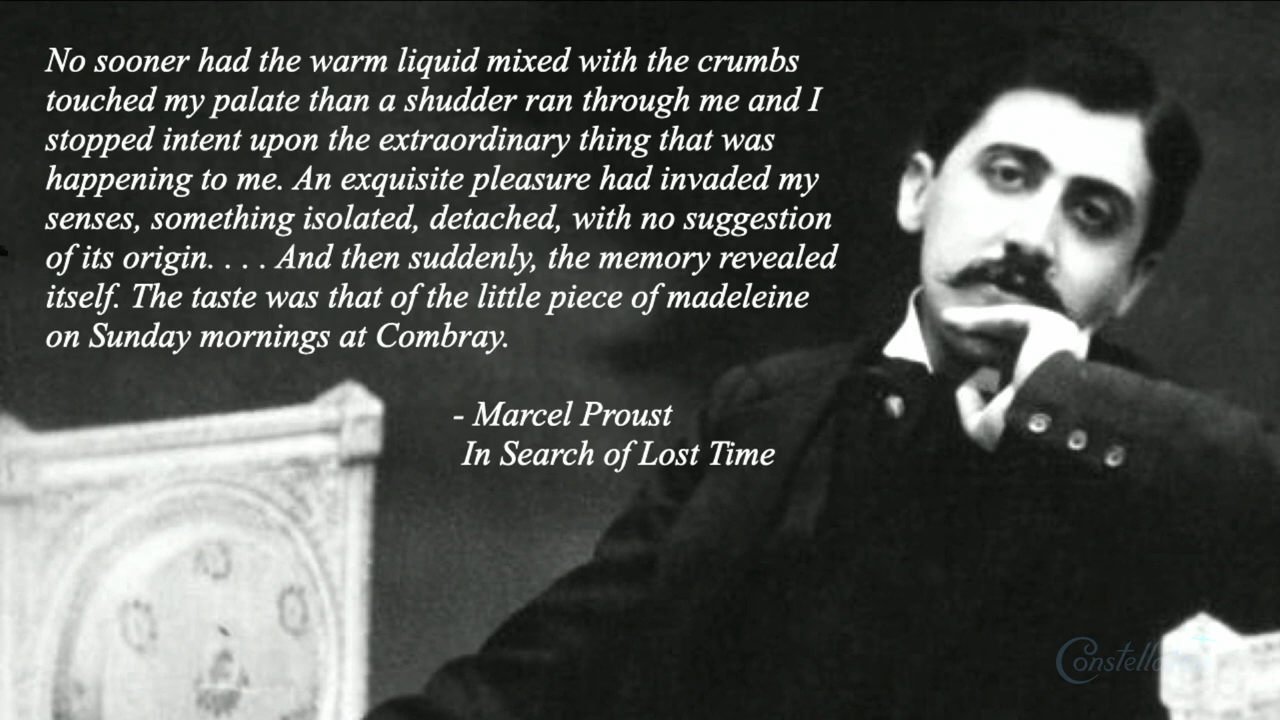 No sooner had the warm liquid mixed with the crumbs
touched my palate than a shudder ran through me and I
stopped intent upon the extraordinary thing that was
happening to me. An exquisite pleasure had invaded my
senses, something isolated, detached, with no suggestion
of its origin. . . . And then suddenly, the memory revealed
itself. The taste was that of the little piece of madeleine
on Sunday mornings at Combray.
- Marcel Proust
In Search of Lost Time